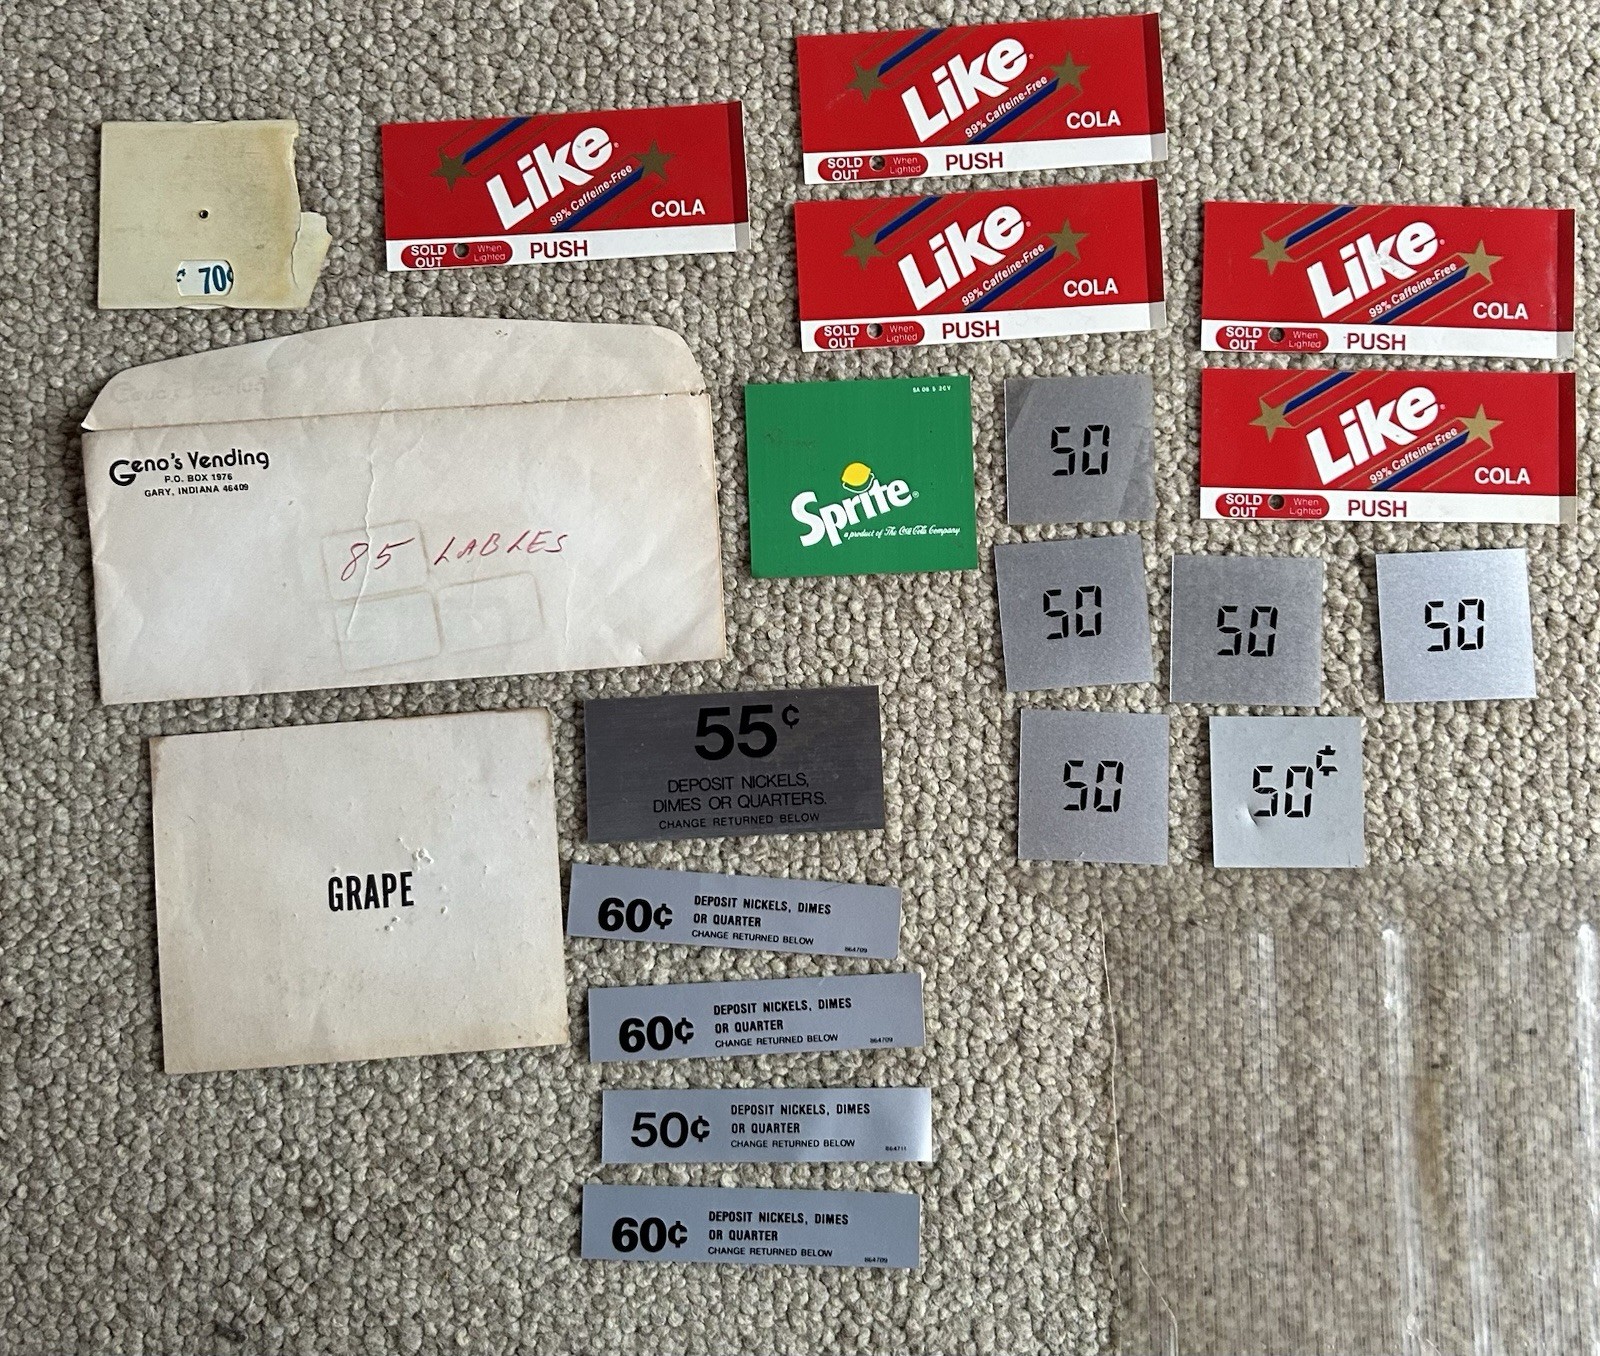 Like®
99% Caffeine-Free
COLA
SOLD OUT When Lighted PUSH
Like®
99% Caffeine-Free
COLA
SOLD OUT When Lighted PUSH
¢ 70¢
Like®
99% Caffeine-Free
COLA
SOLD OUT When Lighted PUSH
Like®
99% Caffeine-Free
COLA
SOLD OUT When Lighted PUSH
Like®
99% Caffeine-Free
COLA
SOLD OUT When Lighted PUSH
Geno's Vending
P.O. BOX 1976
GARY, INDIANA 46409
85 LABLES
Sprite®
a product of The Coca-Cola Company
50
50
50
50
50
50¢
55¢
DEPOSIT NICKELS,
DIMES OR QUARTERS.
CHANGE RETURNED BELOW
GRAPE
60¢
DEPOSIT NICKELS, DIMES
OR QUARTER
CHANGE RETURNED BELOW
864709
60¢
DEPOSIT NICKELS, DIMES
OR QUARTER
CHANGE RETURNED BELOW
864709
50¢
DEPOSIT NICKELS, DIMES
OR QUARTER
CHANGE RETURNED BELOW
864711
60¢
DEPOSIT NICKELS, DIMES
OR QUARTER
CHANGE RETURNED BELOW
864709